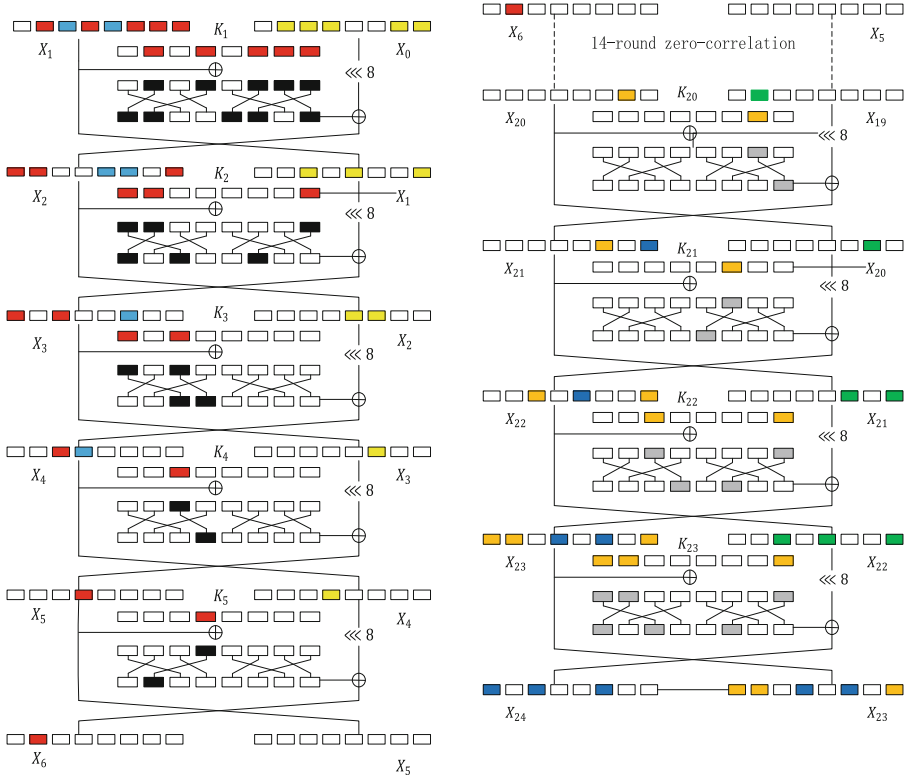 X₁ K₁ X₀
<<< 8
X₂ K₂ X₁
<<< 8
X₃ K₃ X₂
<<< 8
X₄ K₄ X₃
<<< 8
X₅ K₅ X₄
<<< 8
X₆ X₅
X₆ X₅
14-round zero-correlation
X₂₀ K₂₀ X₁₉
<<< 8
X₂₁ K₂₁ X₂₀
<<< 8
X₂₂ K₂₂ X₂₁
<<< 8
X₂₃ K₂₃ X₂₂
<<< 8
X₂₄ X₂₃